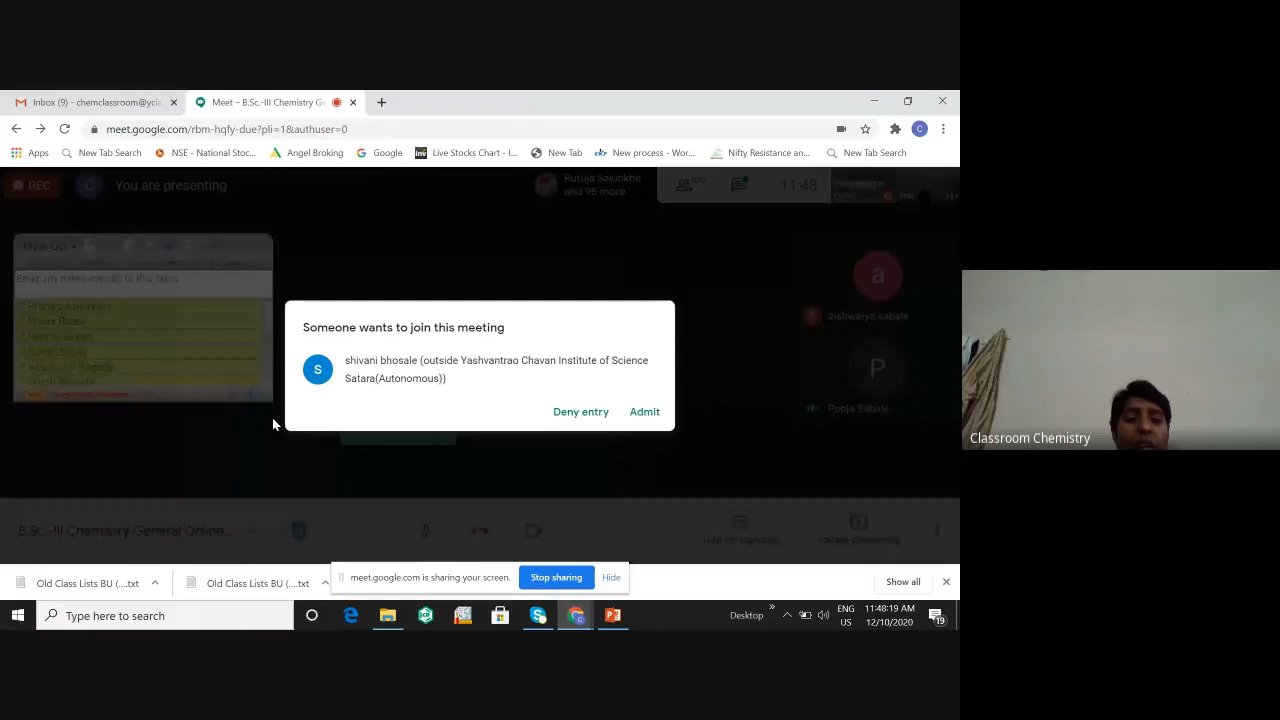 Inbox (9) - chemclassroom@ycis
Meet – B.Sc.-III Chemistry Ge
meet.google.com/rbm-hqfy-due?pli=1&authuser=0
Apps
New Tab Search
NSE - National Stoc...
Angel Broking
Google
Live Stocks Chart - I...
New Tab
New process - Wor...
Nifty Resistance an...
New Tab Search
REC
C
You are presenting
Rutuja Salunkhe
and 95 more
100
11:48
a
aishwarya sabale
P
Pooja Sabale
Someone wants to join this meeting
S
shivani bhosale (outside Yashvantrao Chavan Institute of Science
Satara(Autonomous))
Deny entry
Admit
Classroom Chemistry
B.Sc.-III Chemistry General Online...
Old Class Lists BU (....txt
Old Class Lists BU (....txt
meet.google.com is sharing your screen.
Stop sharing
Hide
Show all
Type here to search
Desktop
ENG
US
11:48:19 AM
12/10/2020
19